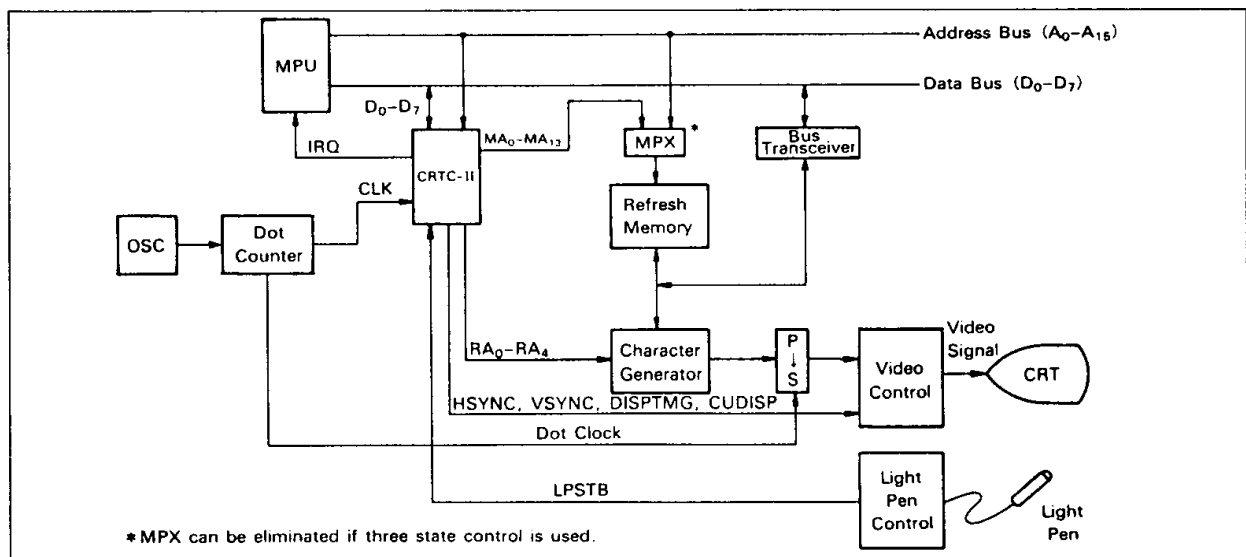 Address Bus (A₀–A₁₅)
MPU
Data Bus (D₀–D₇)
D₀–D₇
MA₀–MA₁₃
MPX
*
Bus
Transceiver
IRQ
CRTC-II
CLK
Refresh
Memory
OSC
Dot
Counter
RA₀–RA₄
Character
Generator
P
↓
S
Video
Control
Video
Signal
CRT
HSYNC, VSYNC, DISPTMG, CUDISP
Dot Clock
LPSTB
Light
Pen
Control
Light
Pen
*MPX can be eliminated if three state control is used.